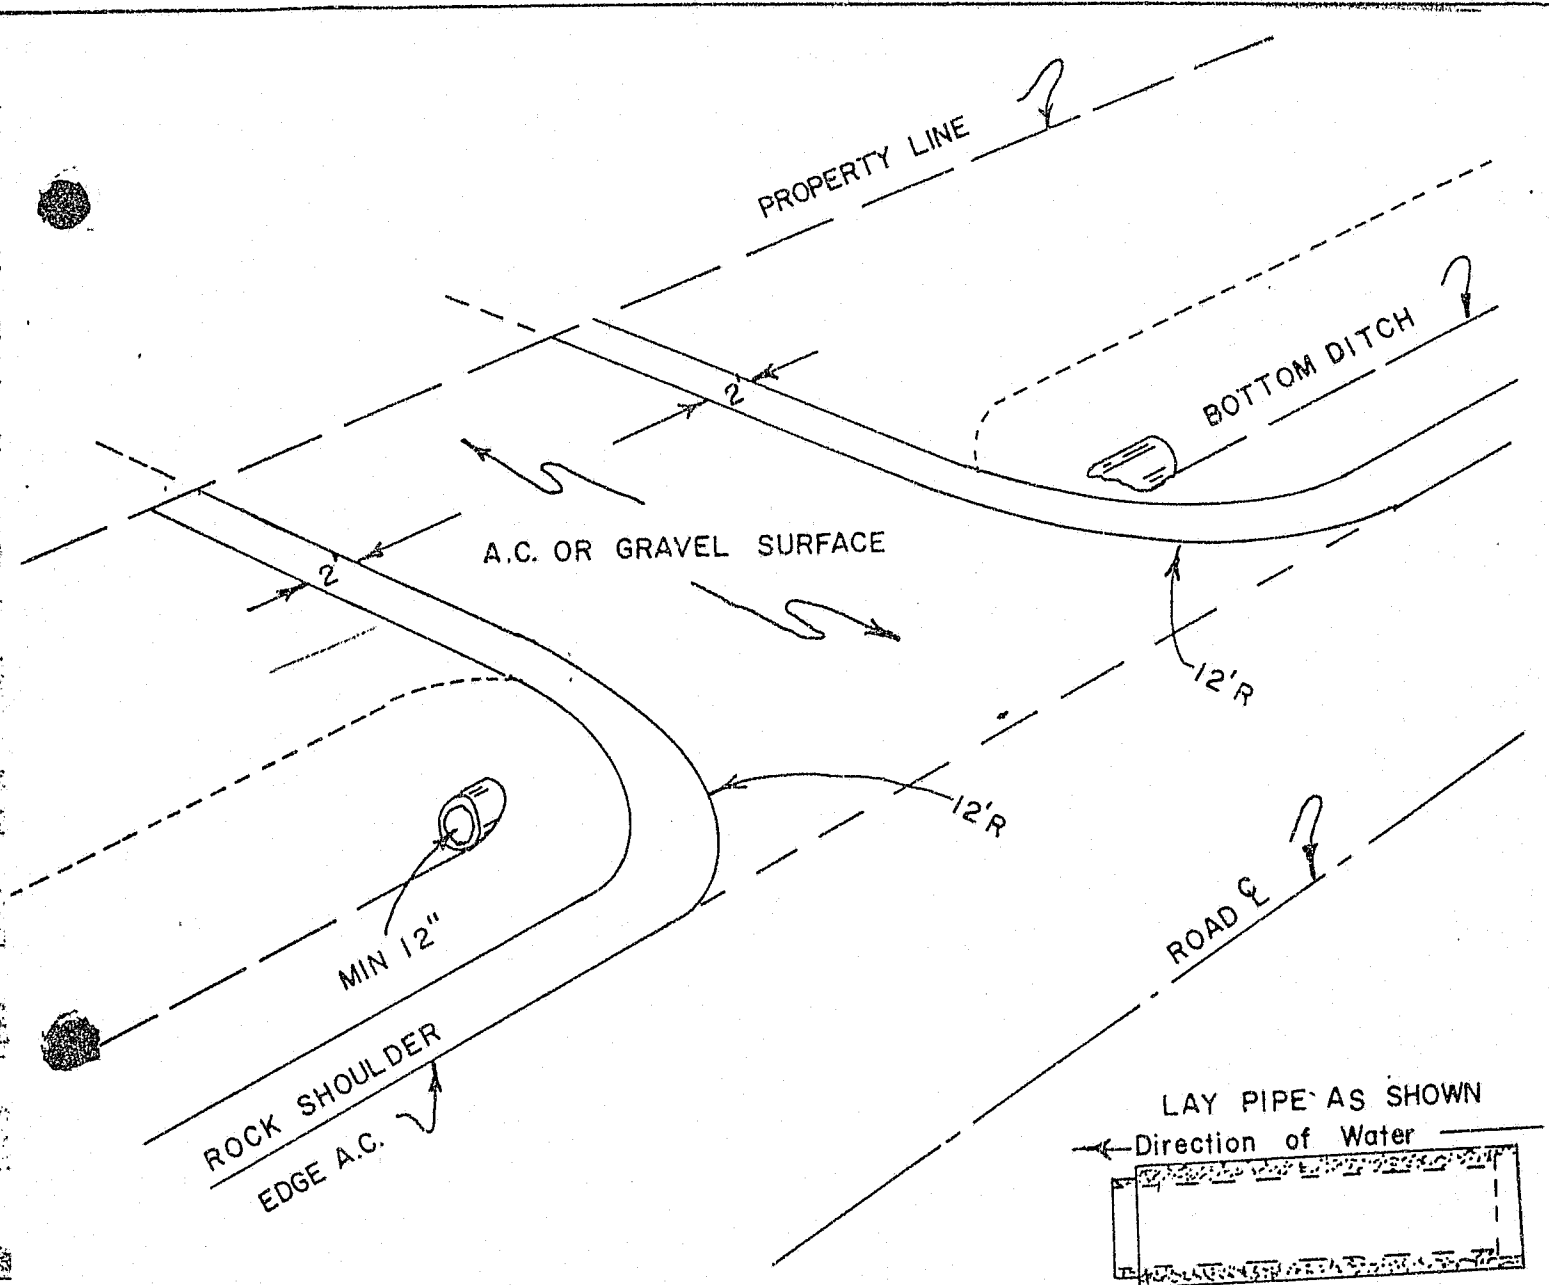 PROPERTY LINE
BOTTOM DITCH
2'
2'
A.C. OR GRAVEL SURFACE
12'R
12'R
MIN 12"
ROAD ℄
ROCK SHOULDER
EDGE A.C.
LAY PIPE AS SHOWN
Direction of Water